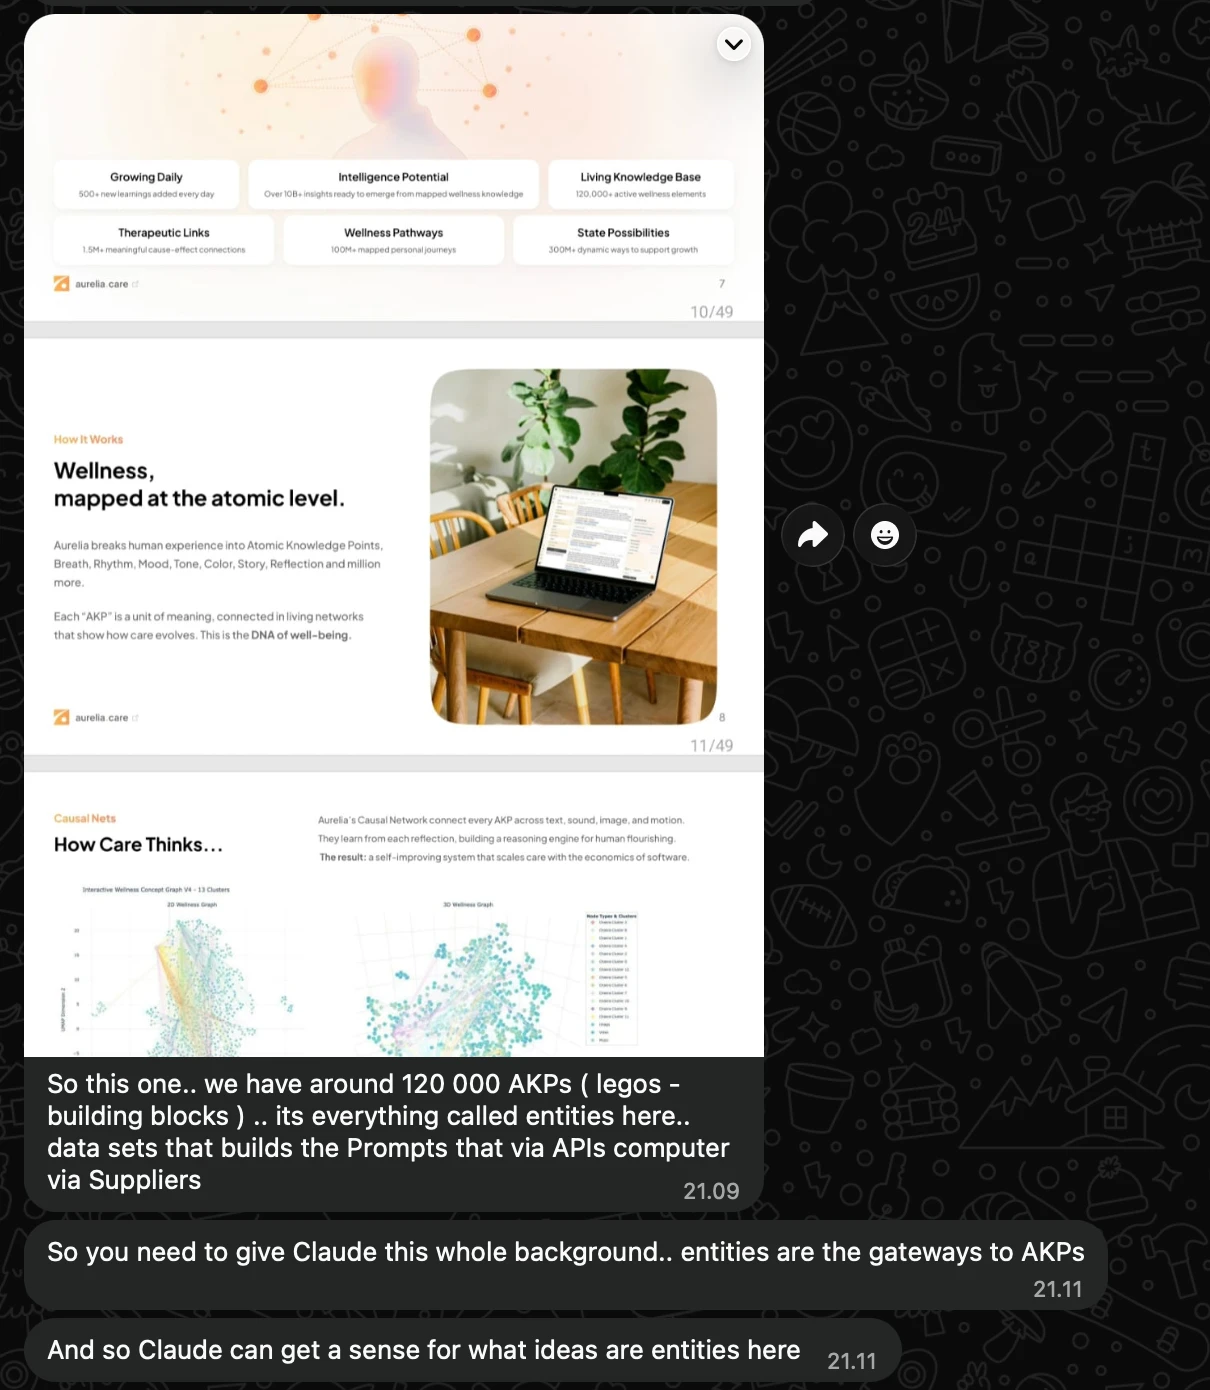 Growing Daily
500+ new learnings added every day
Intelligence Potential
Over 10B+ insights ready to emerge from mapped wellness knowledge
Living Knowledge Base
120,000+ active wellness elements
Therapeutic Links
1.5M+ meaningful cause-effect connections
Wellness Pathways
100M+ mapped personal journeys
State Possibilities
300M+ dynamic ways to support growth
aurelia.care
7
10/49
How It Works
Wellness,
mapped at the atomic level.
Aurelia breaks human experience into Atomic Knowledge Points,
Breath, Rhythm, Mood, Tone, Color, Story, Reflection and million
more.
Each "AKP" is a unit of meaning, connected in living networks
that show how care evolves. This is the DNA of well-being.
aurelia.care
8
11/49
Causal Nets
How Care Thinks...
Aurelia's Causal Network connect every AKP across text, sound, image, and motion.
They learn from each reflection, building a reasoning engine for human flourishing.
The result: a self-improving system that scales care with the economics of software.
Interactive Wellness Concept Graph V4 - 13 Clusters
2D Wellness Graph
3D Wellness Graph
Node Types & Clusters
So this one.. we have around 120 000 AKPs ( legos -
building blocks ) .. its everything called entities here..
data sets that builds the Prompts that via APIs computer
via Suppliers
21.09
So you need to give Claude this whole background.. entities are the gateways to AKPs
21.11
And so Claude can get a sense for what ideas are entities here
21.11